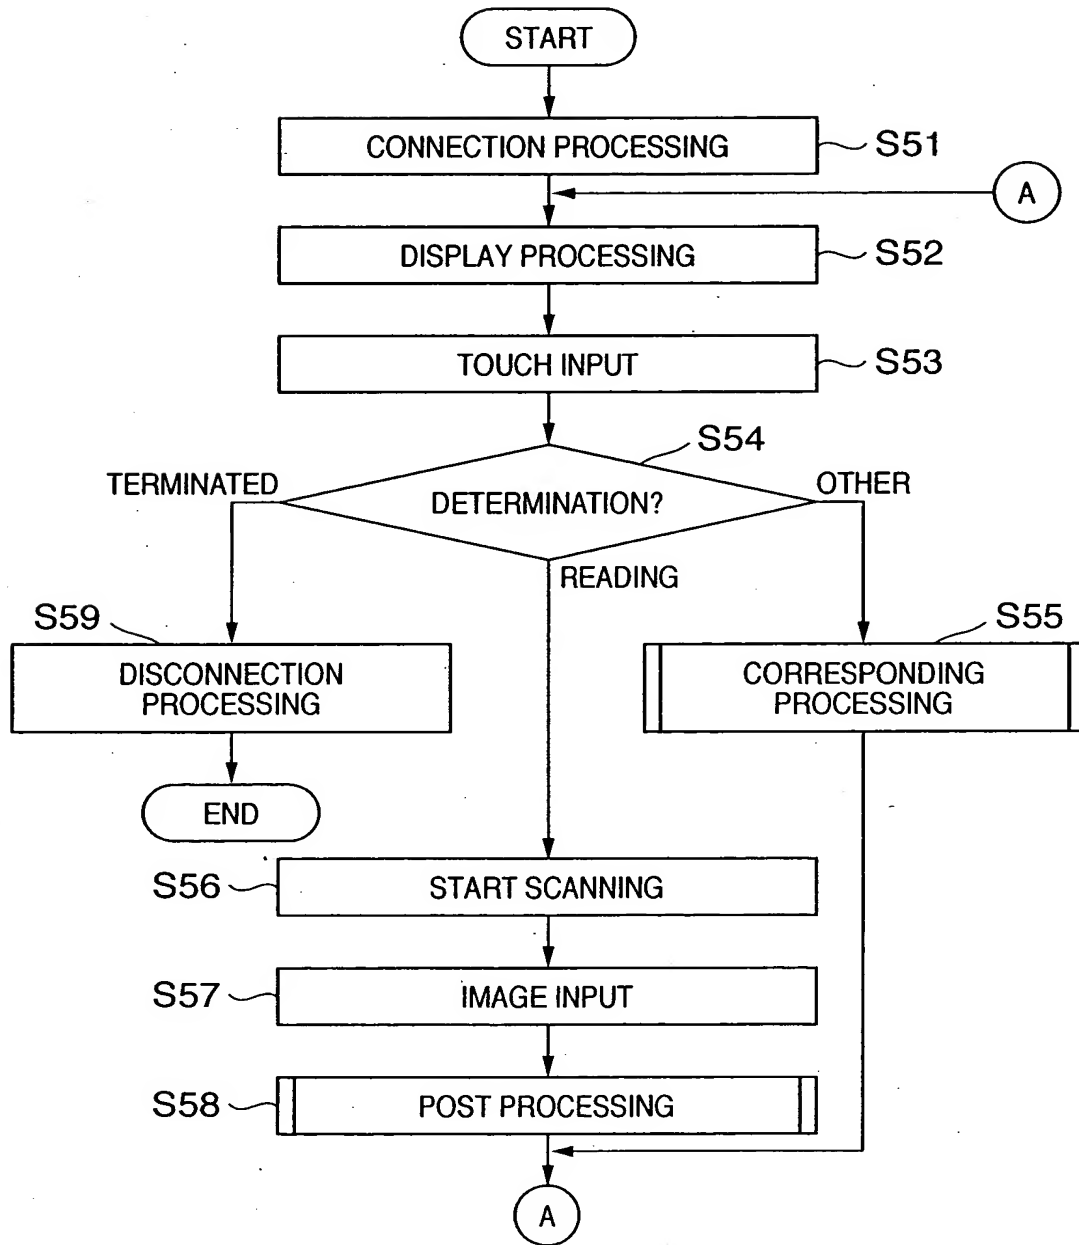 START
CONNECTION PROCESSING
S51
A
DISPLAY PROCESSING
S52
TOUCH INPUT
S53
S54
TERMINATED
DETERMINATION?
OTHER
READING
S59
S55
DISCONNECTION
PROCESSING
CORRESPONDING
PROCESSING
END
S56
START SCANNING
S57
IMAGE INPUT
S58
POST PROCESSING
A